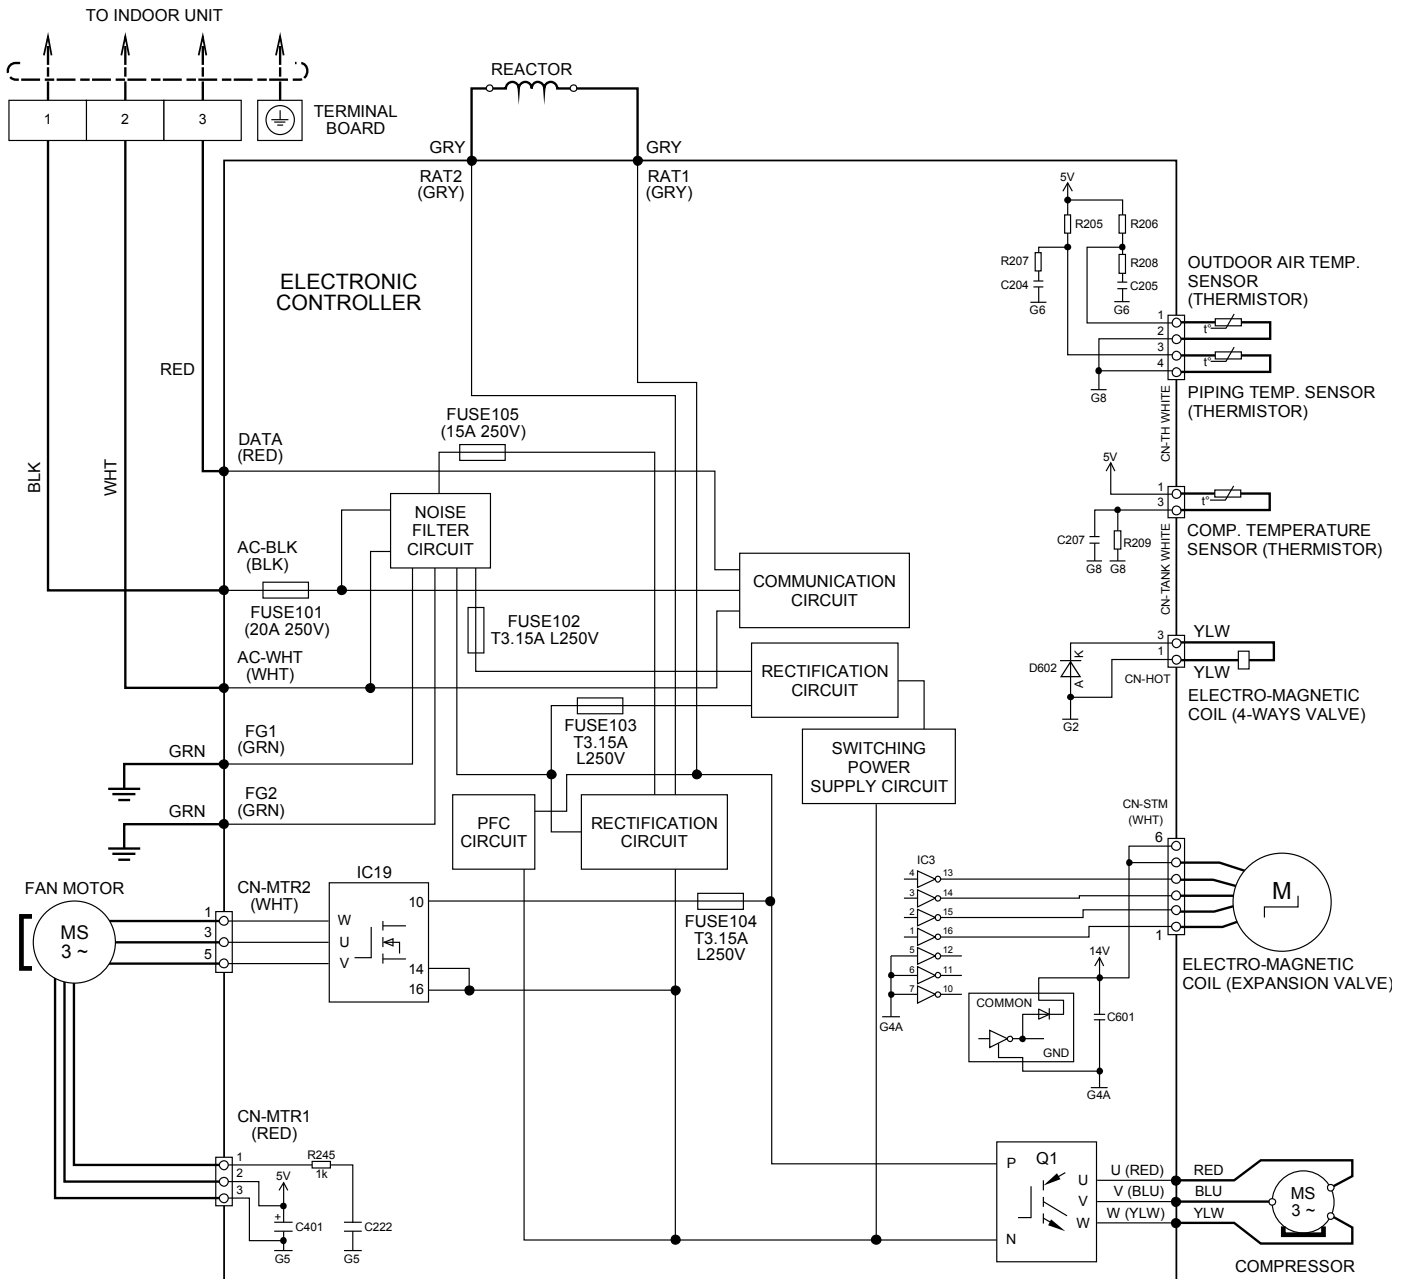 TO INDOOR UNIT
1
2
3
TERMINAL
BOARD
REACTOR
GRY
GRY
RAT2
(GRY)
RAT1
(GRY)
ELECTRONIC
CONTROLLER
BLK
WHT
RED
DATA
(RED)
FUSE105
(15A 250V)
NOISE
FILTER
CIRCUIT
AC-BLK
(BLK)
FUSE101
(20A 250V)
FUSE102
T3.15A L250V
COMMUNICATION
CIRCUIT
AC-WHT
(WHT)
RECTIFICATION
CIRCUIT
FUSE103
T3.15A
L250V
FG1
(GRN)
GRN
SWITCHING
POWER
SUPPLY CIRCUIT
FG2
(GRN)
GRN
PFC
CIRCUIT
RECTIFICATION
CIRCUIT
FAN MOTOR
MS
3 ~
CN-MTR2
(WHT)
1
3
5
IC19
W
U
V
10
14
16
FUSE104
T3.15A
L250V
CN-MTR1
(RED)
1
2
3
R245
1k
5V
+
C401
C222
G5
G5
5V
R205
R206
R207
R208
C204
C205
G6
G6
1
2
3
4
t°
t°
G8
CN-TH WHITE
OUTDOOR AIR TEMP.
SENSOR
(THERMISTOR)
PIPING TEMP. SENSOR
(THERMISTOR)
5V
1
3
t°
C207
R209
G8
G8
CN-TANK WHITE
COMP. TEMPERATURE
SENSOR (THERMISTOR)
3
1
YLW
YLW
D602
K
A
CN-HOT
G2
ELECTRO-MAGNETIC
COIL (4-WAYS VALVE)
CN-STM
(WHT)
6
1
IC3
4
13
3
14
2
15
1
16
5
12
6
11
7
10
G4A
M
ELECTRO-MAGNETIC
COIL (EXPANSION VALVE)
14V
COMMON
GND
C601
G4A
P
N
Q1
U
V
W
U (RED)
V (BLU)
W (YLW)
RED
BLU
YLW
MS
3 ~
COMPRESSOR